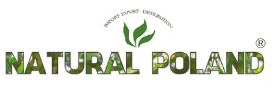 IMPORT- EXPORT - DISTRIBUTION
NATURAL POLAND ®